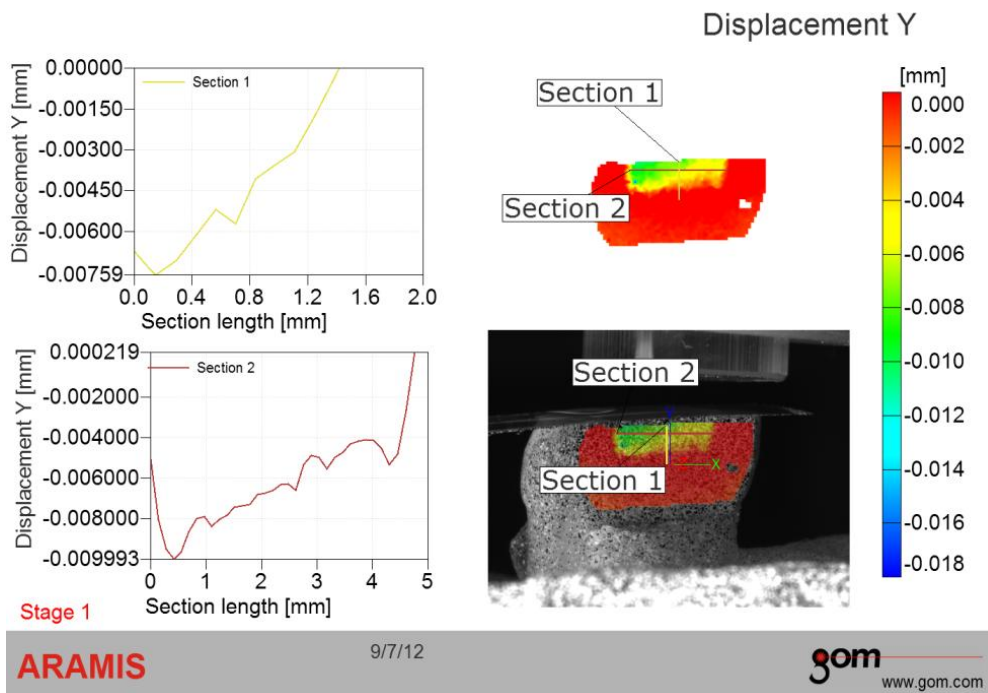 Displacement Y
Displacement Y [mm]
0.00000
-0.00150
-0.00300
-0.00450
-0.00600
-0.00759
Section 1
0.0 0.4 0.8 1.2 1.6 2.0
Section length [mm]
Displacement Y [mm]
0.000219
-0.002000
-0.004000
-0.006000
-0.008000
-0.009993
Section 2
0 1 2 3 4 5
Section length [mm]
Section 1
Section 2
[mm]
0.000
-0.002
-0.004
-0.006
-0.008
-0.010
-0.012
-0.014
-0.016
-0.018
Section 2
Y
X
Section 1
Stage 1
ARAMIS
9/7/12
gom
www.gom.com